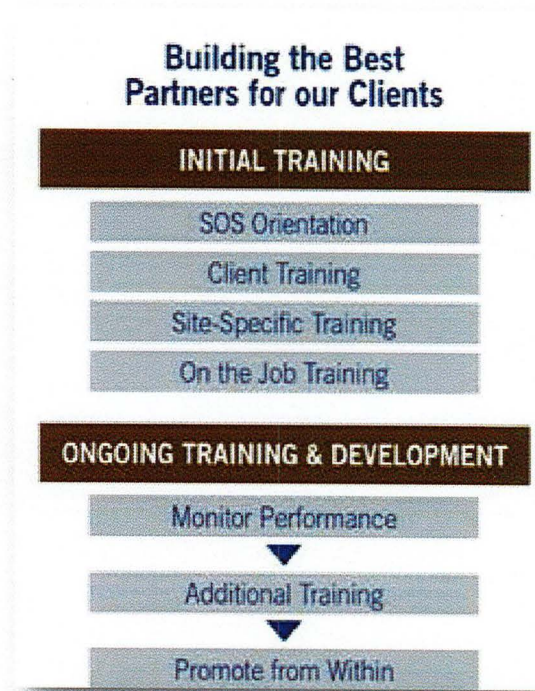 Building the Best
Partners for our Clients
INITIAL TRAINING
SOS Orientation
Client Training
Site-Specific Training
On the Job Training
ONGOING TRAINING & DEVELOPMENT
Monitor Performance
Additional Training
Promote from Within